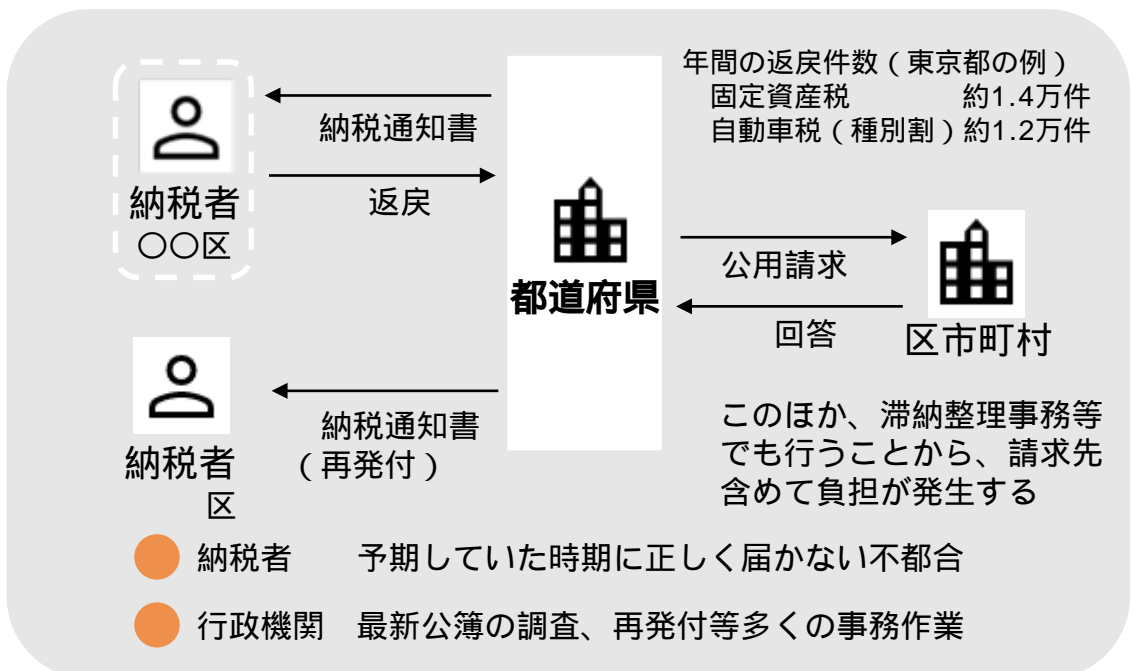 年間の返戻件数（東京都の例）
固定資産税　　　　約1.4万件
自動車税（種別割）約1.2万件
納税通知書
返戻
納税者
〇〇区
都道府県
公用請求
回答
区市町村
納税通知書
（再発付）
納税者
区
このほか、滞納整理事務等
でも行うことから、請求先
含めて負担が発生する
納税者　　予期していた時期に正しく届かない不都合
行政機関　最新公簿の調査、再発付等多くの事務作業